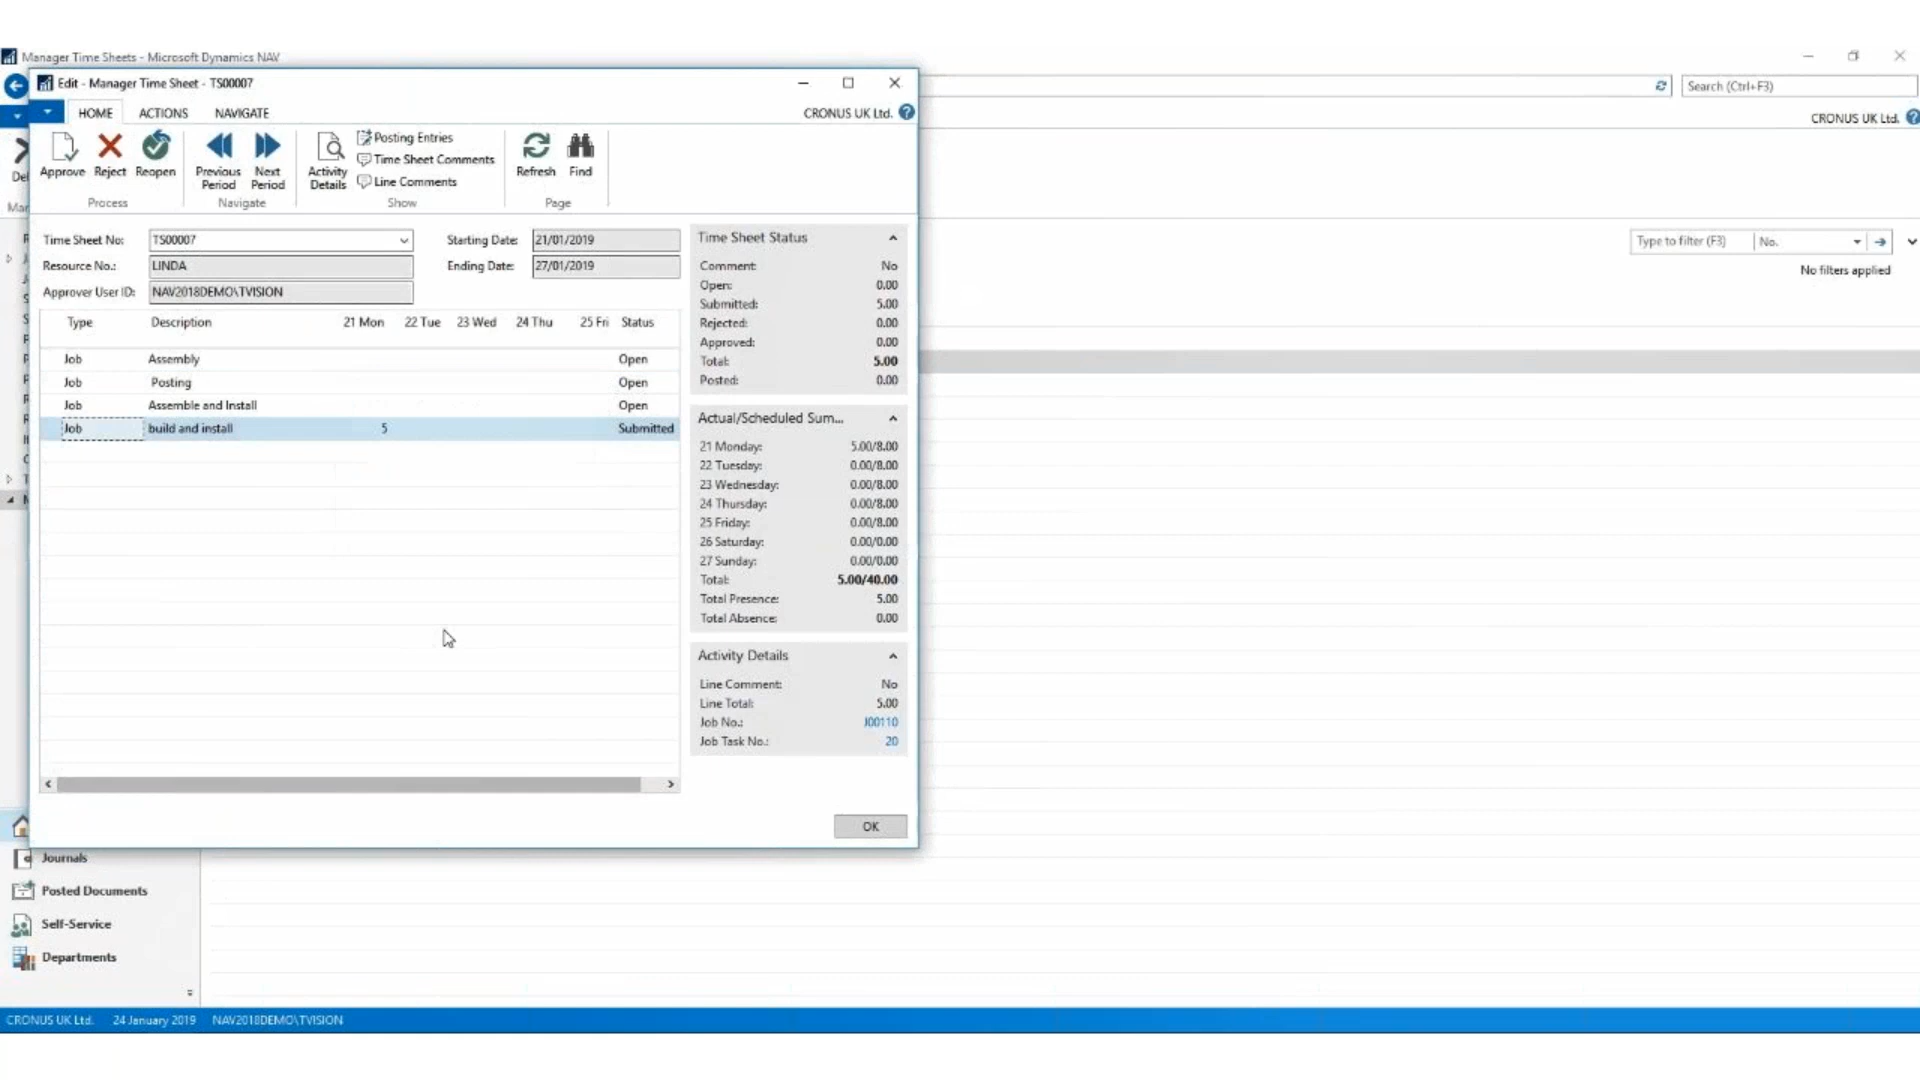 Manager Time Sheets - Microsoft Dynamics NAV
Edit - Manager Time Sheet - TS00007
Search (Ctrl+F3)
HOME ACTIONS NAVIGATE
CRONUS UK Ltd.
CRONUS UK Ltd.
Approve Reject Reopen
Process
Previous Period
Next Period
Navigate
Activity Details
Posting Entries
Time Sheet Comments
Line Comments
Show
Refresh Find
Page
Time Sheet No.: TS00007
Starting Date: 21/01/2019
Resource No.: LINDA
Ending Date: 27/01/2019
Approver User ID: NAV2018DEMO\TVISION
Type to filter (F3) No.
No filters applied
Type Description 21 Mon 22 Tue 23 Wed 24 Thu 25 Fri Status
Job Assembly Open
Job Posting Open
Job Assemble and Install Open
Job build and install 5 Submitted
Time Sheet Status
Comment: No
Open: 0.00
Submitted: 5.00
Rejected: 0.00
Approved: 0.00
Total: 5.00
Posted: 0.00
Actual/Scheduled Sum...
21 Monday: 5.00/8.00
22 Tuesday: 0.00/8.00
23 Wednesday: 0.00/8.00
24 Thursday: 0.00/8.00
25 Friday: 0.00/8.00
26 Saturday: 0.00/0.00
27 Sunday: 0.00/0.00
Total: 5.00/40.00
Total Presence: 5.00
Total Absence: 0.00
Activity Details
Line Comment: No
Line Total: 5.00
Job No.: J00110
Job Task No.: 20
OK
Journals
Posted Documents
Self-Service
Departments
CRONUS UK Ltd. 24 January 2019 NAV2018DEMO\TVISION